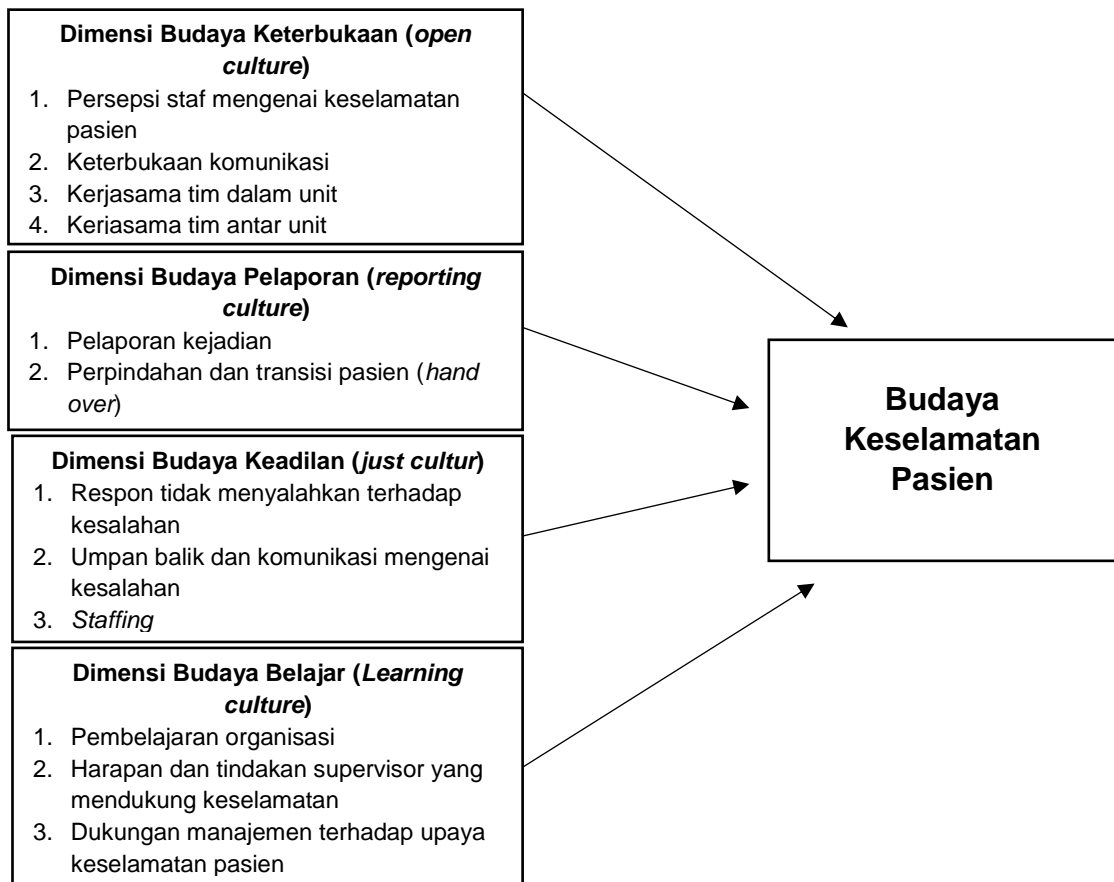 Dimensi Budaya Keterbukaan (open
culture)
1. Persepsi staf mengenai keselamatan
pasien
2. Keterbukaan komunikasi
3. Kerjasama tim dalam unit
4. Kerjasama tim antar unit
Dimensi Budaya Pelaporan (reporting
culture)
1. Pelaporan kejadian
2. Perpindahan dan transisi pasien (hand
over)
Dimensi Budaya Keadilan (just cultur)
1. Respon tidak menyalahkan terhadap
kesalahan
2. Umpan balik dan komunikasi mengenai
kesalahan
3. Staffing
Dimensi Budaya Belajar (Learning
culture)
1. Pembelajaran organisasi
2. Harapan dan tindakan supervisor yang
mendukung keselamatan
3. Dukungan manajemen terhadap upaya
keselamatan pasien
Budaya
Keselamatan
Pasien